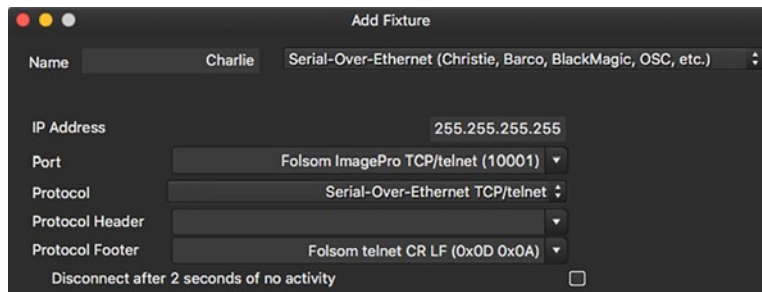 Add Fixture
Name Charlie Serial-Over-Ethernet (Christie, Barco, BlackMagic, OSC, etc.)
IP Address 255.255.255.255
Port Folsom ImagePro TCP/telnet (10001)
Protocol Serial-Over-Ethernet TCP/telnet
Protocol Header
Protocol Footer Folsom telnet CR LF (0x0D 0x0A)
Disconnect after 2 seconds of no activity